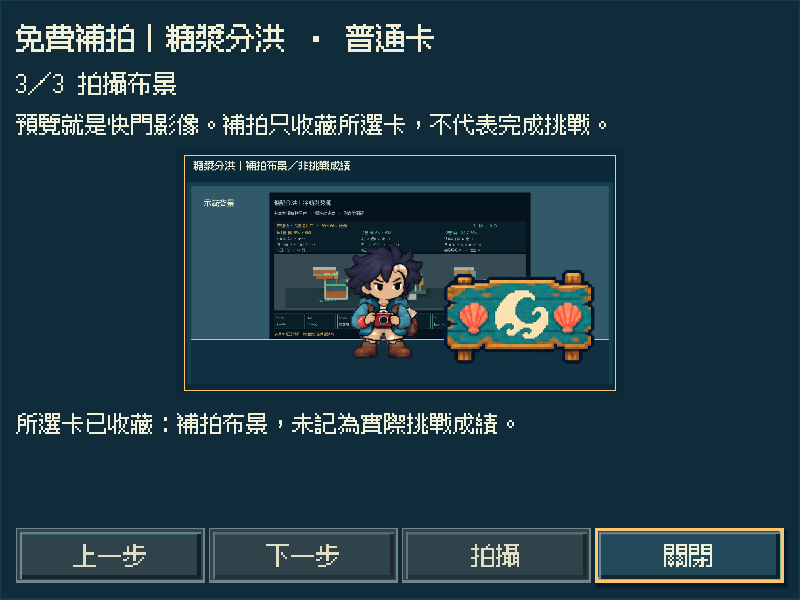 免費補拍｜糖漿分洪 · 普通卡
3／3 拍攝布景
預覽就是快門影像。補拍只收藏所選卡，不代表完成挑戰。
糖漿分洪｜補拍布景／非挑戰成績
示範背景
所選卡已收藏：補拍布景，未記為實際挑戰成績。
上一步
下一步
拍攝
關閉